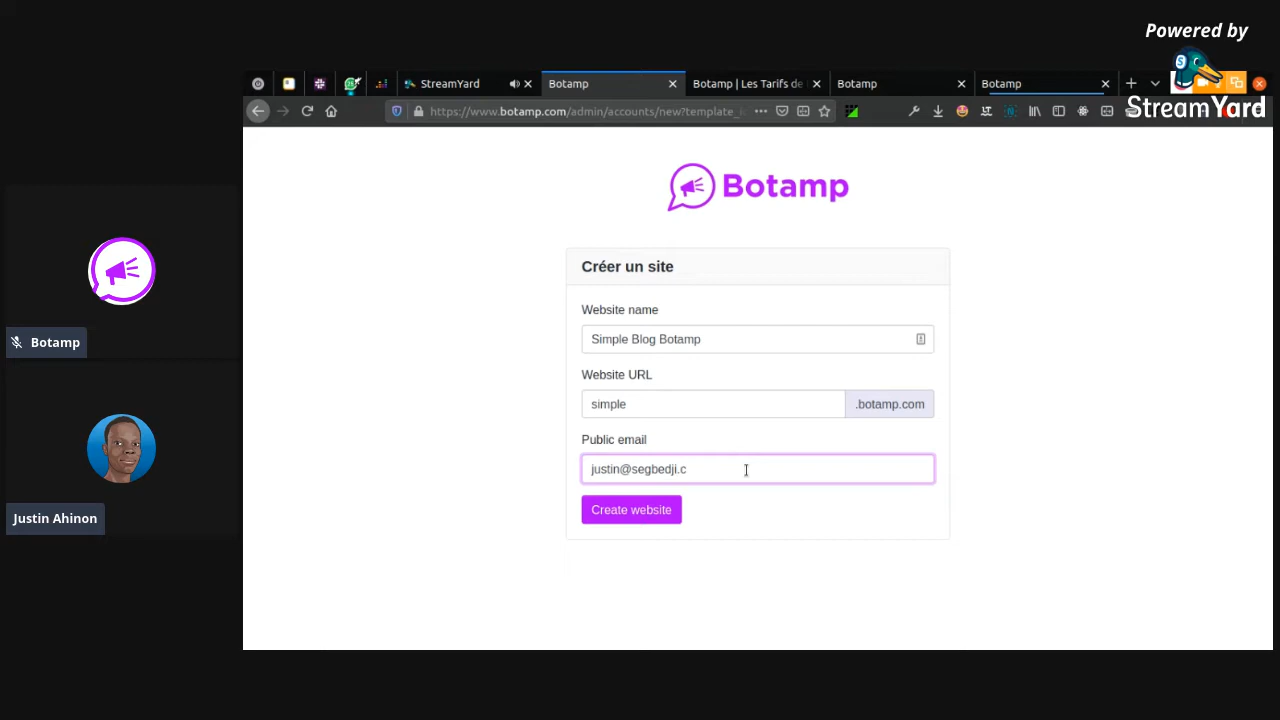 Powered by
StreamYard
StreamYard
Botamp
Botamp | Les Tarifs de
Botamp
Botamp
https://www.botamp.com/admin/accounts/new?template_i
Botamp
Créer un site
Website name
Simple Blog Botamp
Website URL
simple
.botamp.com
Public email
justin@segbedji.c
Create website
Botamp
Justin Ahinon